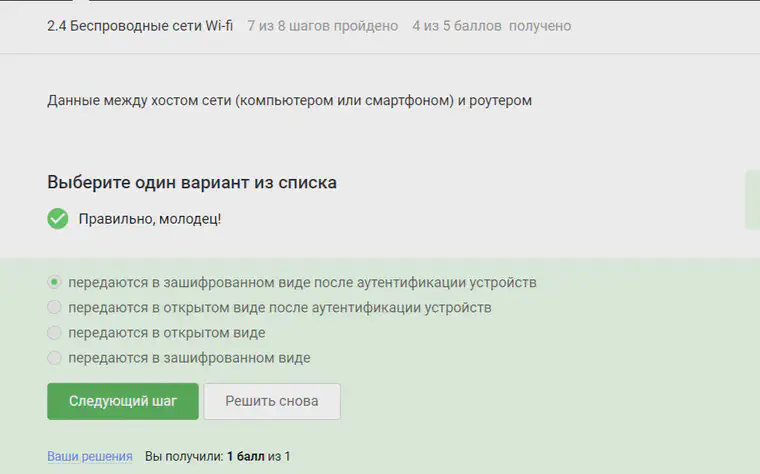 2.4 Беспроводные сети Wi-fi 7 из 8 шагов пройдено 4 из 5 баллов получено
Данные между хостом сети (компьютером или смартфоном) и роутером
Выберите один вариант из списка
Правильно, молодец!
передаются в зашифрованном виде после аутентификации устройств
передаются в открытом виде после аутентификации устройств
передаются в открытом виде
передаются в зашифрованном виде
Следующий шаг Решить снова
Ваши решения Вы получили: 1 балл из 1